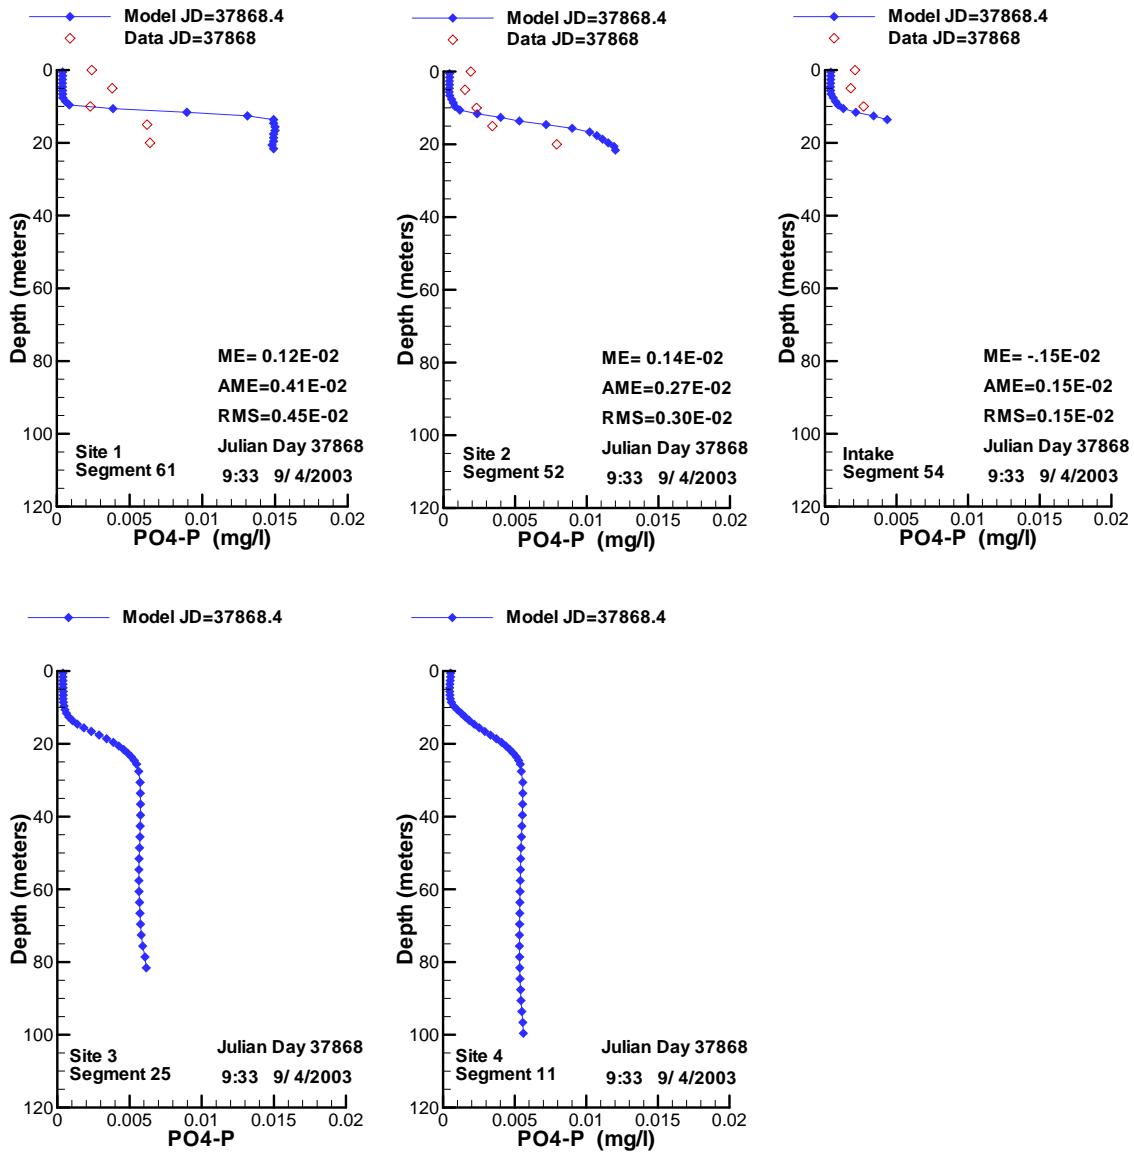 Model JD=37868.4
Data JD=37868
0
20
40
60
80
100
120
Depth (meters)
ME= 0.12E-02
AME=0.41E-02
RMS=0.45E-02
Julian Day 37868
9:33 9/ 4/2003
Site 1
Segment 61
0 0.005 0.01 0.015 0.02
PO4-P (mg/l)
Model JD=37868.4
Data JD=37868
0
20
40
60
80
100
120
Depth (meters)
ME= 0.14E-02
AME=0.27E-02
RMS=0.30E-02
Julian Day 37868
9:33 9/ 4/2003
Site 2
Segment 52
0 0.005 0.01 0.015 0.02
PO4-P (mg/l)
Model JD=37868.4
Data JD=37868
0
20
40
60
80
100
120
Depth (meters)
ME= -.15E-02
AME=0.15E-02
RMS=0.15E-02
Julian Day 37868
9:33 9/ 4/2003
Intake
Segment 54
0 0.005 0.01 0.015 0.02
PO4-P (mg/l)
Model JD=37868.4
0
20
40
60
80
100
120
Depth (meters)
Site 3
Segment 25
Julian Day 37868
9:33 9/ 4/2003
0 0.005 0.01 0.015 0.02
PO4-P
Model JD=37868.4
0
20
40
60
80
100
120
Depth (meters)
Site 4
Segment 11
Julian Day 37868
9:33 9/ 4/2003
0 0.005 0.01 0.015 0.02
PO4-P (mg/l)